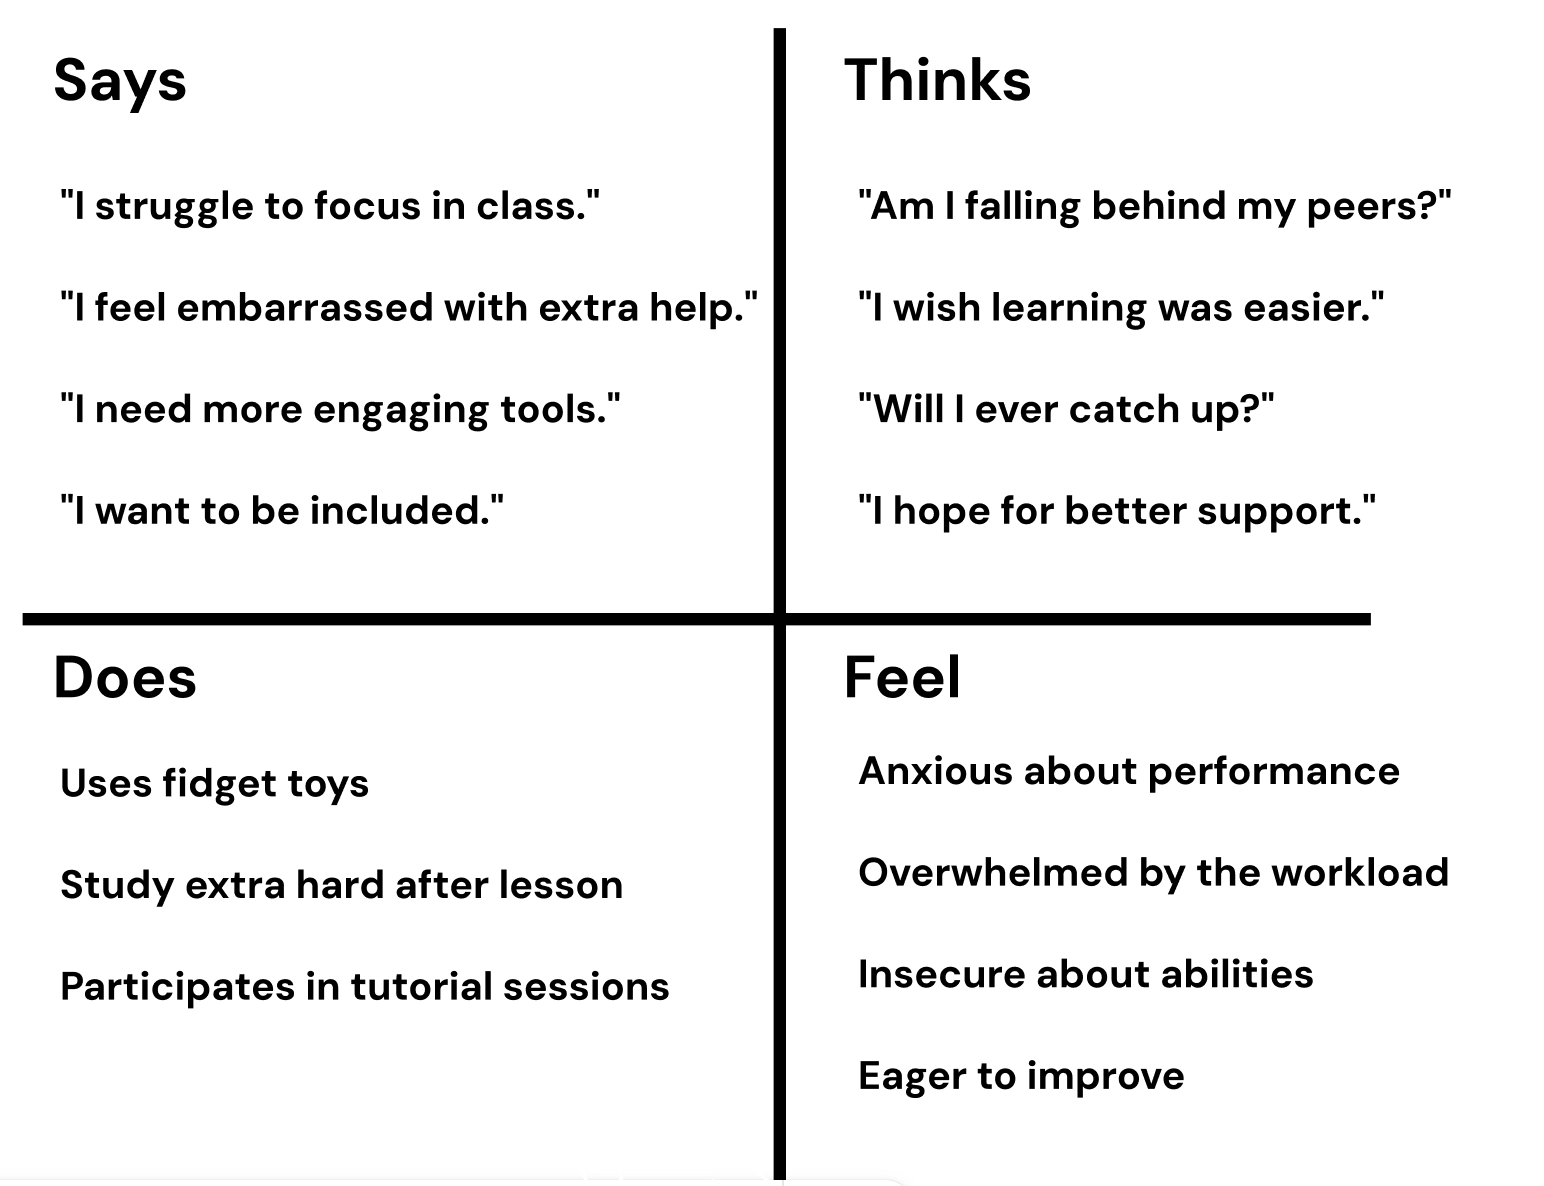 Says
"I struggle to focus in class."
"I feel embarrassed with extra help."
"I need more engaging tools."
"I want to be included."
Thinks
"Am I falling behind my peers?"
"I wish learning was easier."
"Will I ever catch up?"
"I hope for better support."
Does
Uses fidget toys
Study extra hard after lesson
Participates in tutorial sessions
Feel
Anxious about performance
Overwhelmed by the workload
Insecure about abilities
Eager to improve